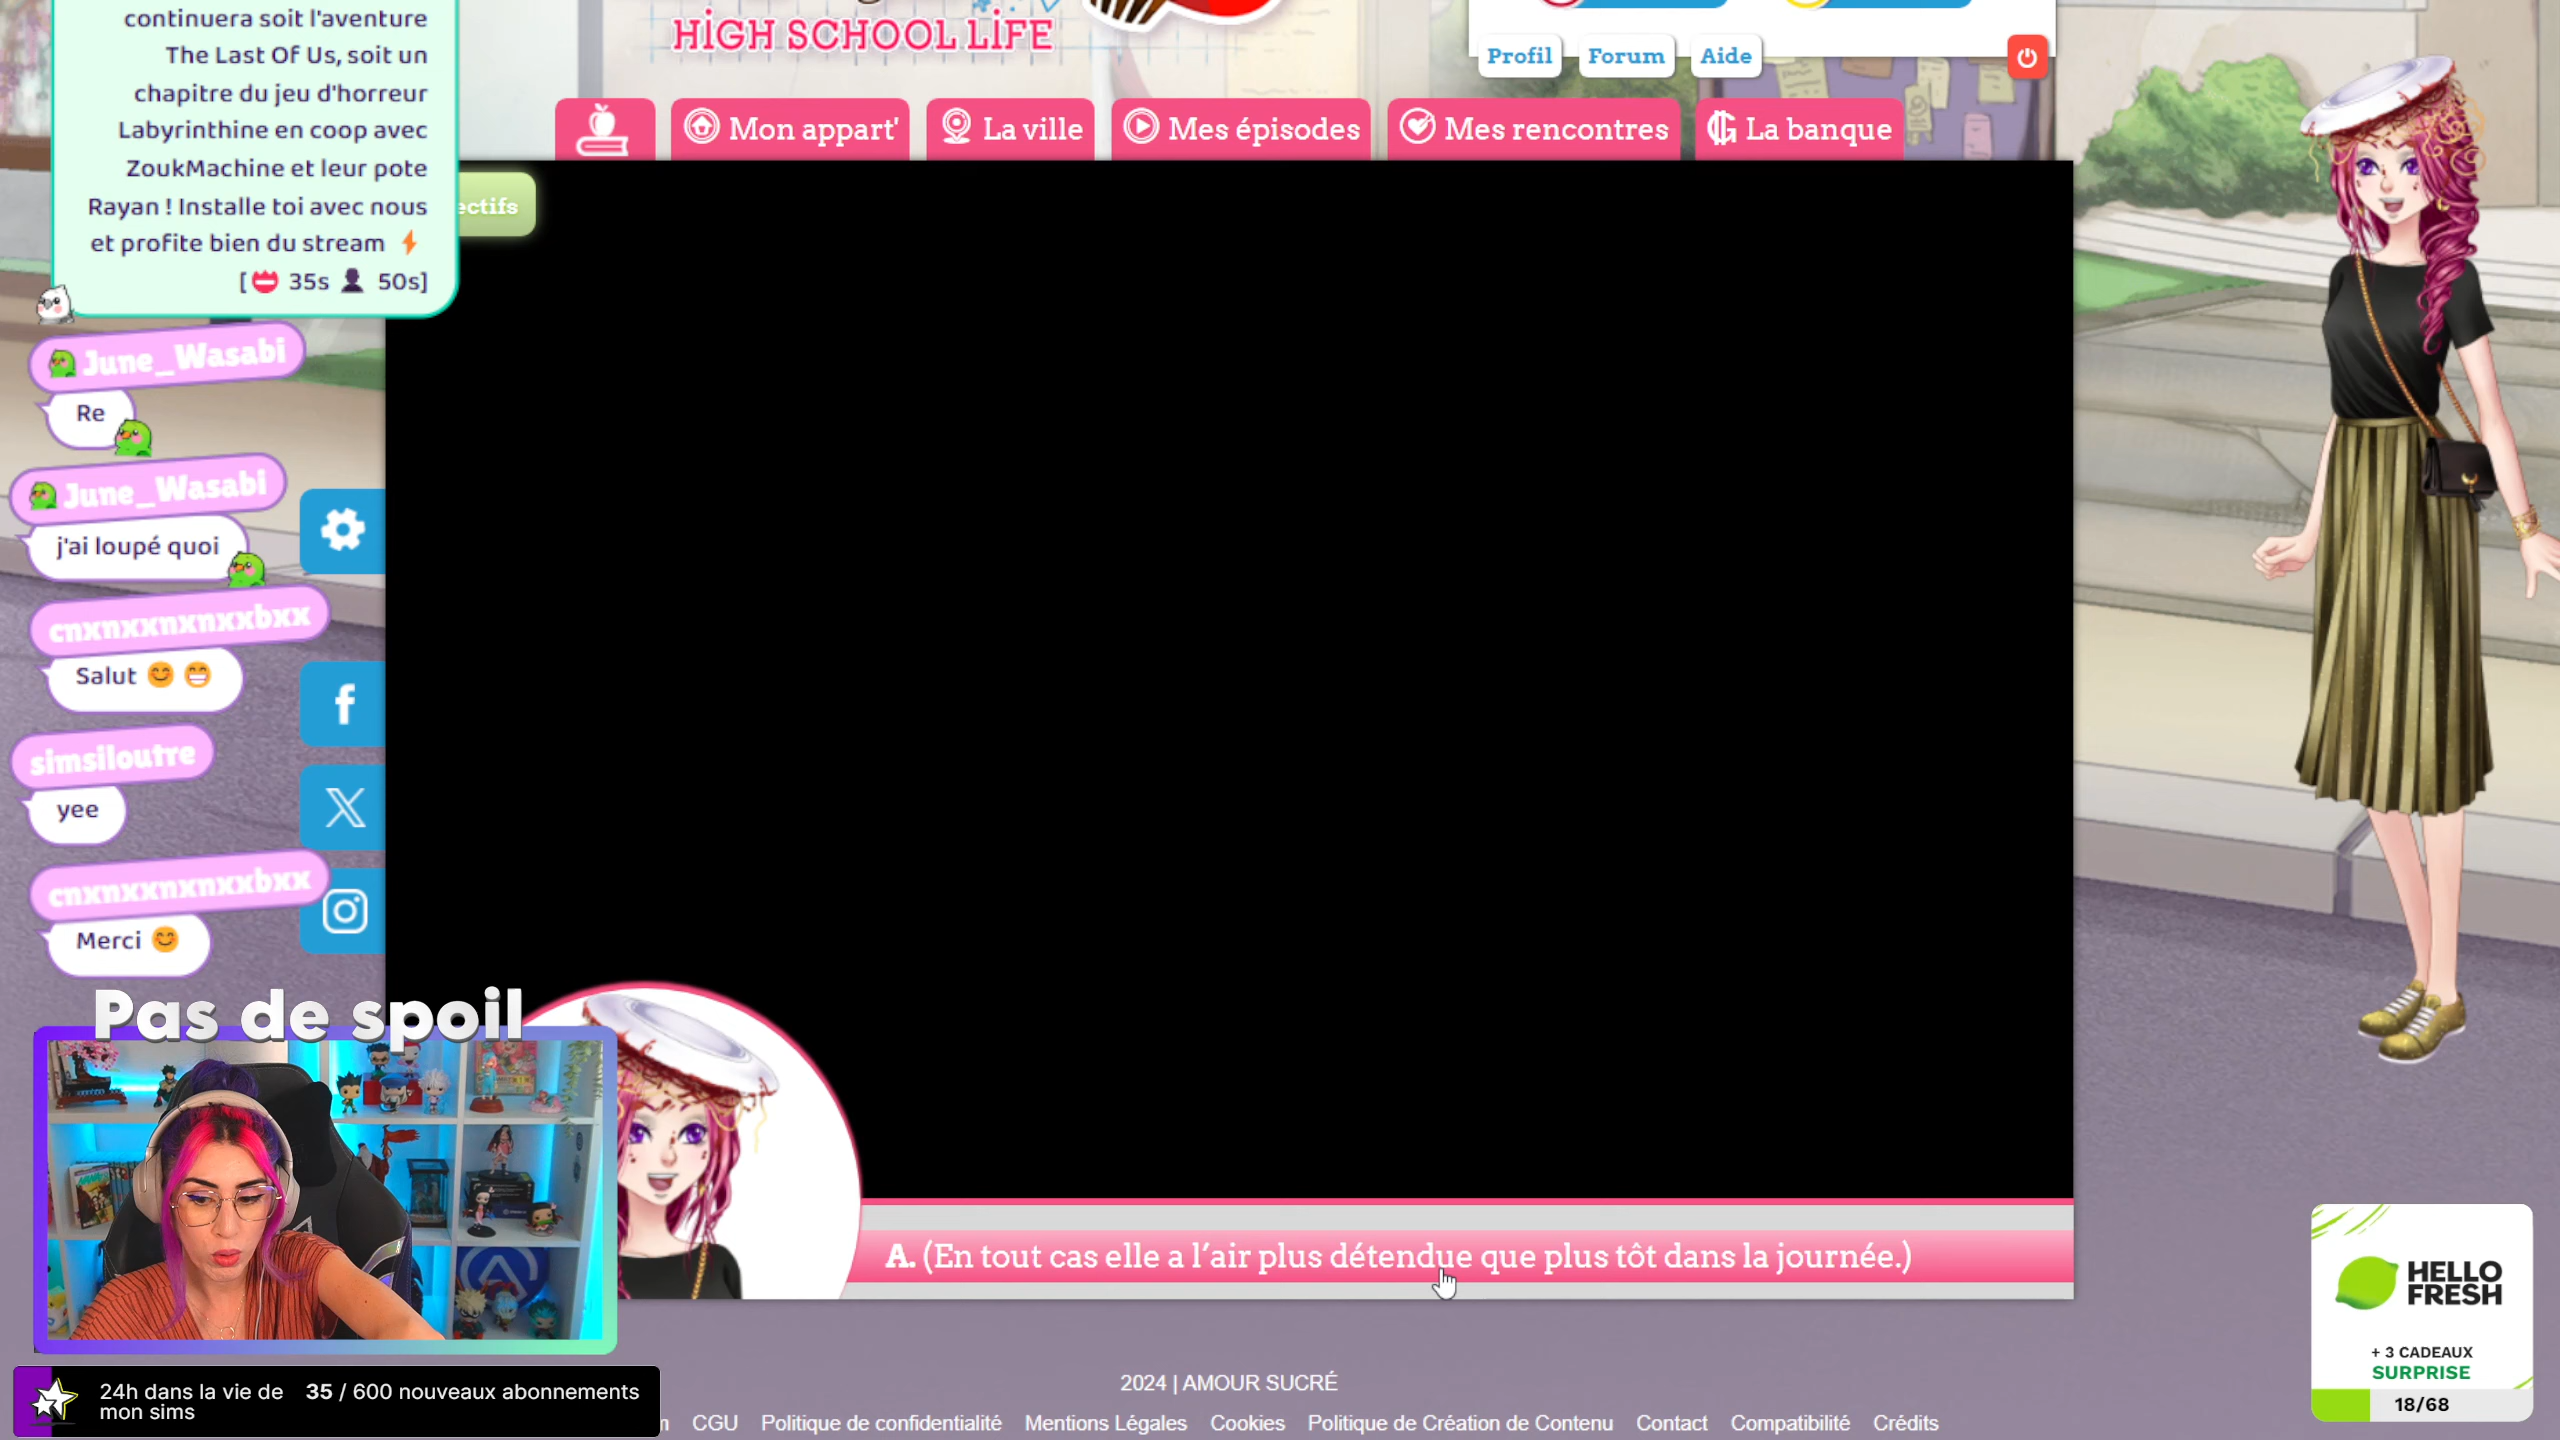 continuera soit l'aventure
The Last Of Us, soit un
chapitre du jeu d'horreur
Labyrinthine en coop avec
ZoukMachine et leur pote
Rayan ! Installe toi avec nous
et profite bien du stream ⚡
[📛 35s 👤 50s]
June_Wasabi
Re
June_Wasabi
j'ai loupé quoi
cnxnxxnxnxxbxx
Salut 😊 😁
simsiloutre
yee
cnxnxxnxnxxbxx
Merci 😊
Pas de spoil
24h dans la vie de mon sims
35 / 600 nouveaux abonnements
HIGH SCHOOL LIFE
Profil Forum Aide
Mon appart' La ville Mes épisodes Mes rencontres La banque
ectifs
A. (En tout cas elle a l'air plus détendue que plus tôt dans la journée.)
2024 | AMOUR SUCRÉ
CGU Politique de confidentialité Mentions Légales Cookies Politique de Création de Contenu Contact Compatibilité Crédits
HELLO
FRESH
+ 3 CADEAUX
SURPRISE
18/68